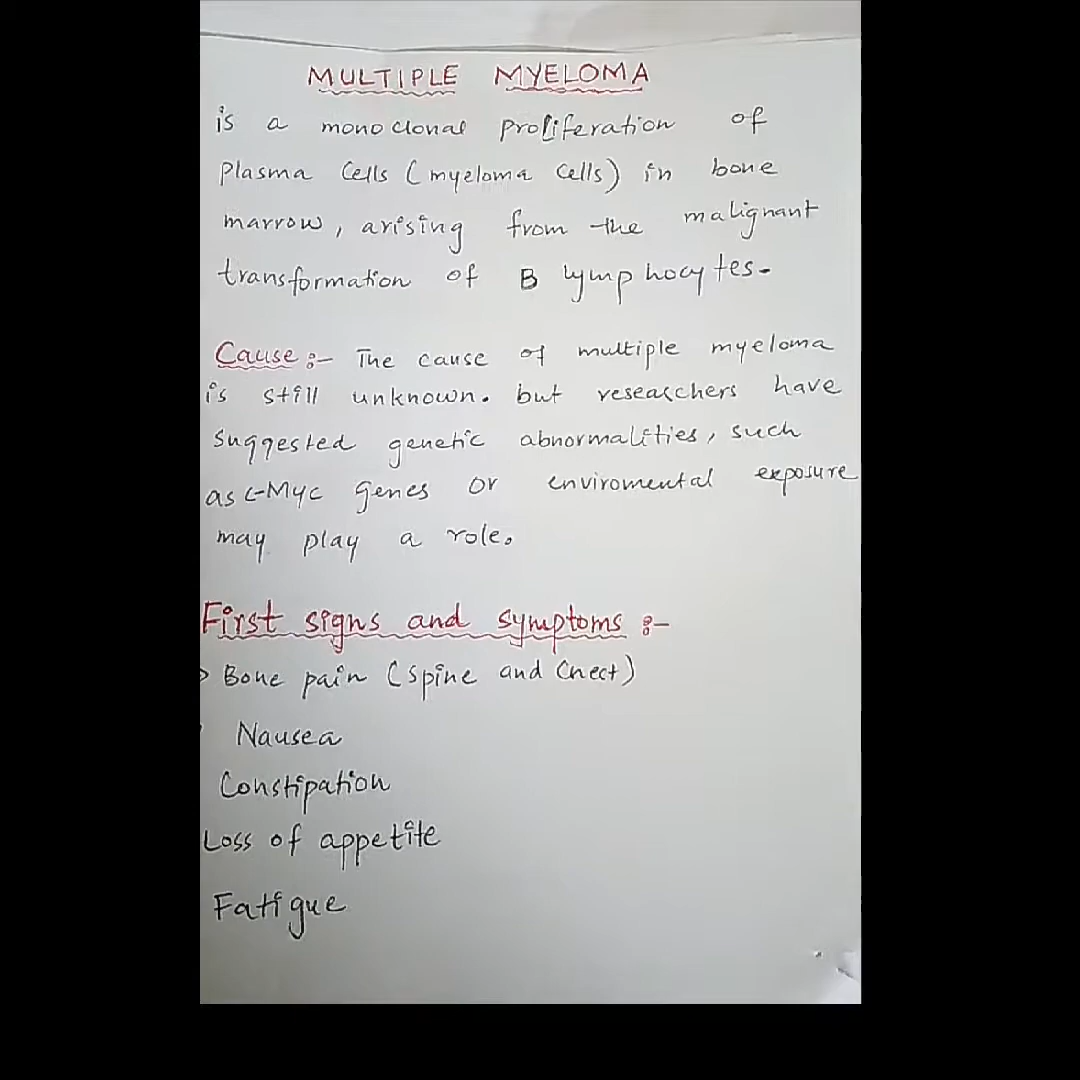 MULTIPLE MYELOMA
is a monoclonal proliferation of
plasma cells (myeloma cells) in bone
marrow, arising from the malignant
transformation of B lymphocytes.
Cause :- The cause of multiple myeloma
is still unknown. but reseaschers have
suggested genetic abnormalities, such
as c-Myc genes or enviromental exposure
may play a role.
First signs and symptoms :-
> Bone pain (spine and Cnect)
Nausea
Constipation
Loss of appetite
Fatigue